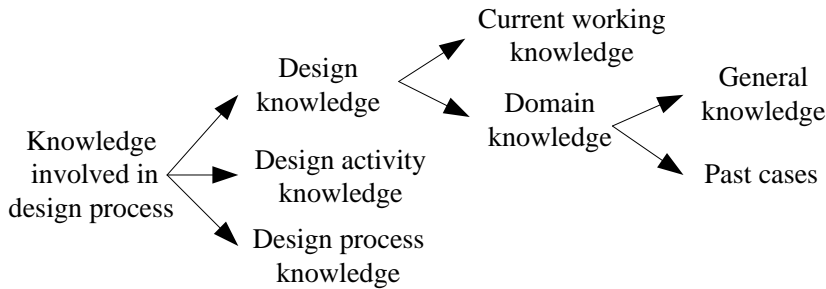 Knowledge
involved in
design process
Design
knowledge
Design activity
knowledge
Design process
knowledge
Current working
knowledge
Domain
knowledge
General
knowledge
Past cases